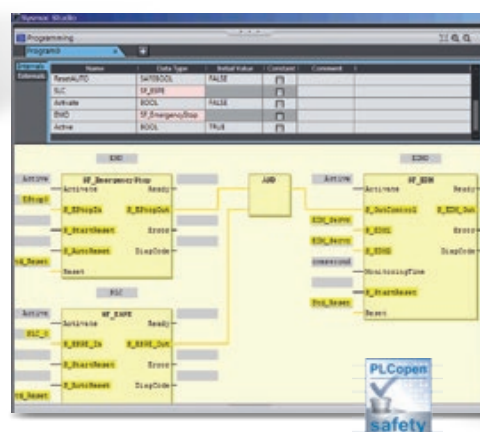 Sysmac Studio
Programming
Program0
Internals Name Data Type Initial Value Constant Comment
Externals ResetAUTO SAFEBOOL FALSE
SLC SF_ESPE
Activate BOOL FALSE
EMO SF_EmergencyStop
Active BOOL TRUE
EMO
EDM
Active SF_EmergencyStop AND Active SF_EDM
Activate Ready Activate Ready
S_EStopIn S_EStopOut S_OutControl S_EDM_Out
S_StartReset Error S_EDM1 Error
S_AutoReset DiagCode S_EDM2 DiagCode
Reset MonitoringTime
SLC S_StartReset
Active SF_ESPE Reset
Activate Ready
S_ESPE_In S_ESPE_Out
S_StartReset Error
S_AutoReset DiagCode
PLCopen
safety